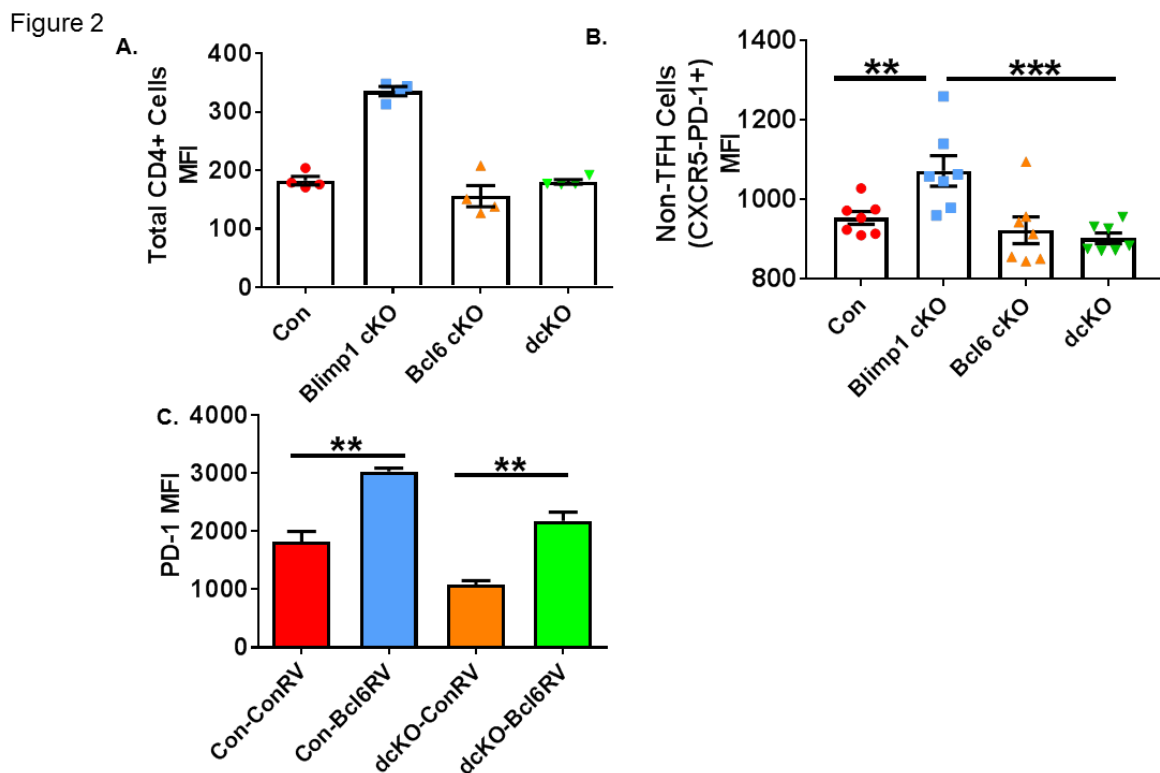 Figure 2
A.
Total CD4+ Cells
MFI
400
300
200
100
0
Con
Blimp1 cKO
Bcl6 cKO
dcKO
B.
Non-TFH Cells
(CXCR5-PD-1+)
MFI
1400
1200
1000
800
**
***
Con
Blimp1 cKO
Bcl6 cKO
dcKO
C.
PD-1 MFI
4000
3000
2000
1000
0
**
**
Con-ConRV
Con-Bcl6RV
dcKO-ConRV
dcKO-Bcl6RV